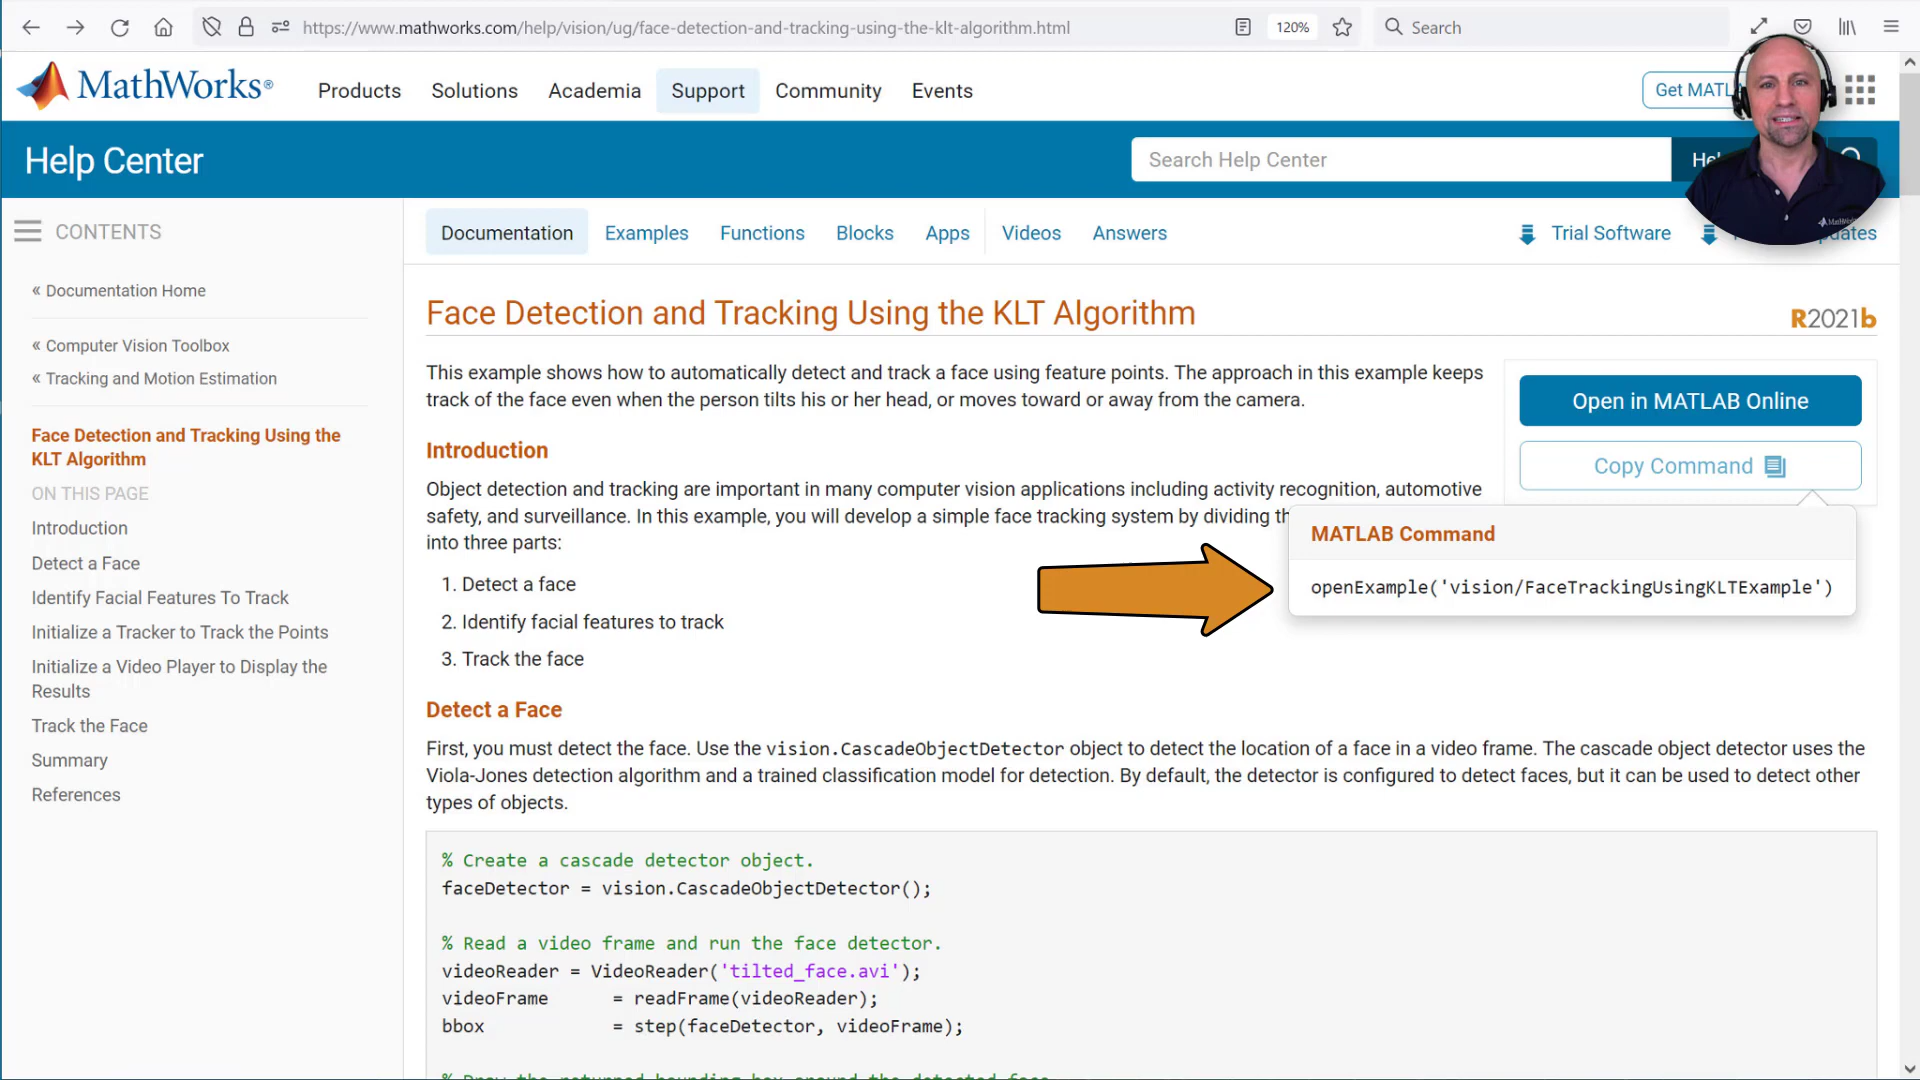 https://www.mathworks.com/help/vision/ug/face-detection-and-tracking-using-the-klt-algorithm.html
120%
Search
MathWorks®
Products
Solutions
Academia
Support
Community
Events
Get
Help Center
Search Help Center
CONTENTS
« Documentation Home
« Computer Vision Toolbox
« Tracking and Motion Estimation
Face Detection and Tracking Using the
KLT Algorithm
ON THIS PAGE
Introduction
Detect a Face
Identify Facial Features To Track
Initialize a Tracker to Track the Points
Initialize a Video Player to Display the
Results
Track the Face
Summary
References
Documentation
Examples
Functions
Blocks
Apps
Videos
Answers
Trial Software
Face Detection and Tracking Using the KLT Algorithm
R2021b
This example shows how to automatically detect and track a face using feature points. The approach in this example keeps
track of the face even when the person tilts his or her head, or moves toward or away from the camera.
Open in MATLAB Online
Copy Command
Introduction
Object detection and tracking are important in many computer vision applications including activity recognition, automotive
safety, and surveillance. In this example, you will develop a simple face tracking system by dividing
into three parts:
MATLAB Command
openExample('vision/FaceTrackingUsingKLTExample')
1. Detect a face
2. Identify facial features to track
3. Track the face
Detect a Face
First, you must detect the face. Use the vision.CascadeObjectDetector object to detect the location of a face in a video frame. The cascade object detector uses the
Viola-Jones detection algorithm and a trained classification model for detection. By default, the detector is configured to detect faces, but it can be used to detect other
types of objects.
% Create a cascade detector object.
faceDetector = vision.CascadeObjectDetector();
% Read a video frame and run the face detector.
videoReader = VideoReader('tilted_face.avi');
videoFrame = readFrame(videoReader);
bbox = step(faceDetector, videoFrame);